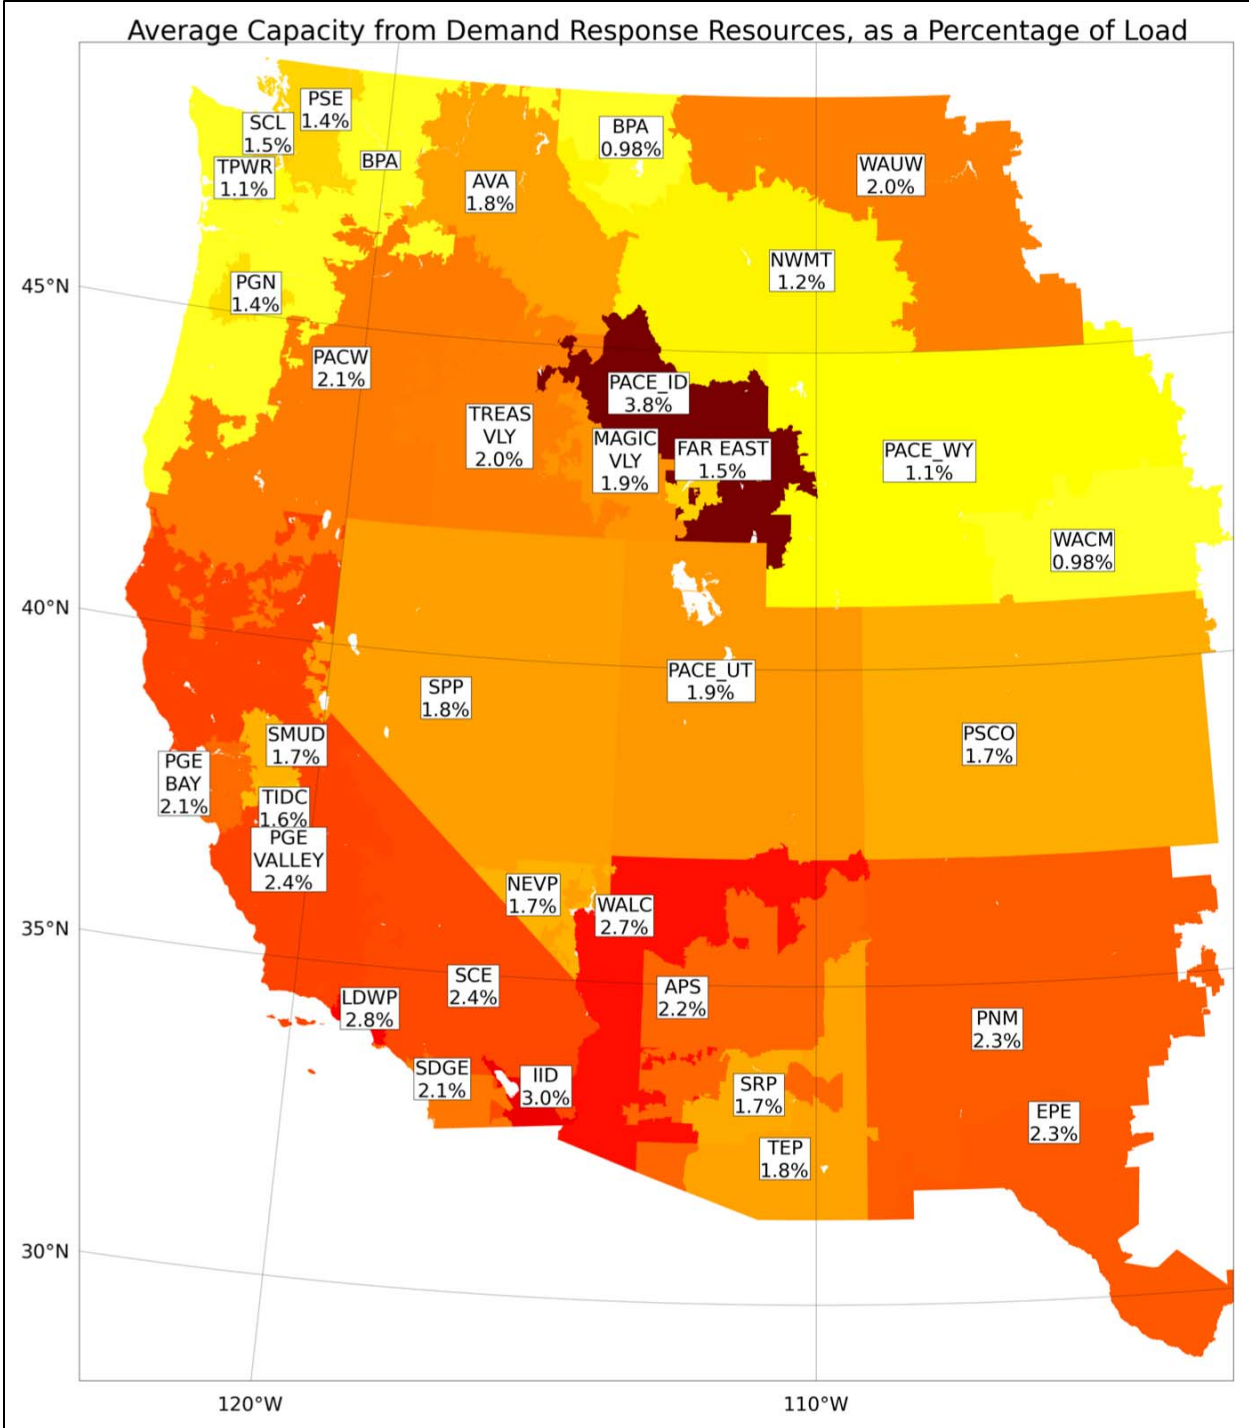 Average Capacity from Demand Response Resources, as a Percentage of Load
PSE
1.4%
SCL
1.5%
TPWR
1.1%
BPA
AVA
1.8%
BPA
0.98%
WAUW
2.0%
45°N
PGN
1.4%
NWMT
1.2%
PACW
2.1%
TREAS
VLY
2.0%
PACE_ID
3.8%
MAGIC
VLY
1.9%
FAR EAST
1.5%
PACE_WY
1.1%
WACM
0.98%
40°N
SPP
1.8%
PACE_UT
1.9%
PSCO
1.7%
SMUD
1.7%
PGE
BAY
2.1%
TIDC
1.6%
PGE
VALLEY
2.4%
NEVP
1.7%
WALC
2.7%
35°N
SCE
2.4%
LDWP
2.8%
APS
2.2%
PNM
2.3%
SDGE
2.1%
IID
3.0%
SRP
1.7%
EPE
2.3%
TEP
1.8%
30°N
120°W
110°W